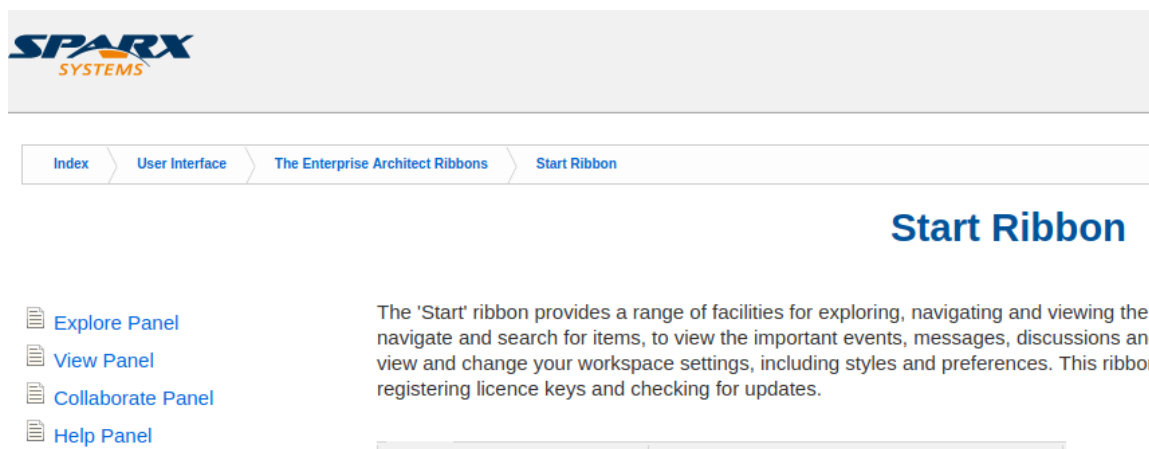 SPARX
SYSTEMS
Index User Interface The Enterprise Architect Ribbons Start Ribbon
Start Ribbon
Explore Panel
View Panel
Collaborate Panel
Help Panel
The 'Start' ribbon provides a range of facilities for exploring, navigating and viewing the
navigate and search for items, to view the important events, messages, discussions an
view and change your workspace settings, including styles and preferences. This ribbo
registering licence keys and checking for updates.